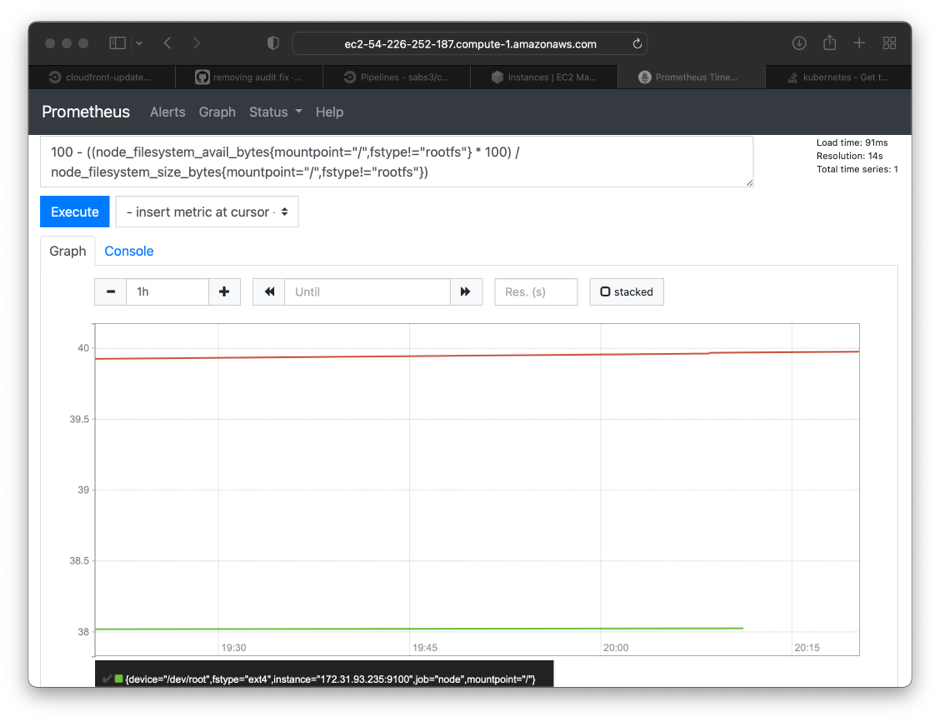 ec2-54-226-252-187.compute-1.amazonaws.com
cloudfront-update...
removing audit fix -...
Pipelines - sabs3/c...
Instances | EC2 Ma...
Prometheus Time...
kubernetes - Get t...
Prometheus Alerts Graph Status Help
100 - ((node_filesystem_avail_bytes{mountpoint="/",fstype!="rootfs"} * 100) /
node_filesystem_size_bytes{mountpoint="/",fstype!="rootfs"})
Load time: 91ms
Resolution: 14s
Total time series: 1
Execute
- insert metric at cursor -
Graph Console
1h
Until
Res. (s)
stacked
40
39.5
39
38.5
38
19:30
19:45
20:00
20:15
{device="/dev/root",fstype="ext4",instance="172.31.93.235:9100",job="node",mountpoint="/"}